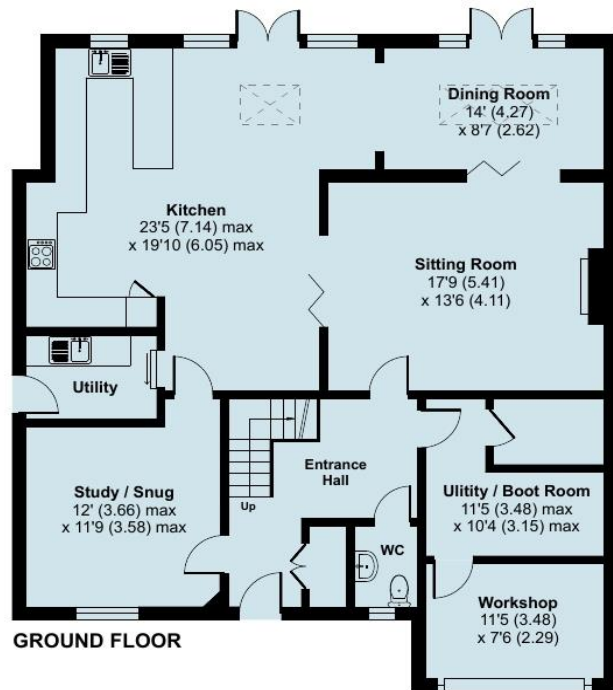 Dining Room
14' (4.27)
x 8'7 (2.62)
Kitchen
23'5 (7.14) max
x 19'10 (6.05) max
Sitting Room
17'9 (5.41)
x 13'6 (4.11)
Utility
Study / Snug
12' (3.66) max
x 11'9 (3.58) max
Up
Entrance
Hall
WC
Ulitity / Boot Room
11'5 (3.48) max
x 10'4 (3.15) max
Workshop
11'5 (3.48)
x 7'6 (2.29)
GROUND FLOOR